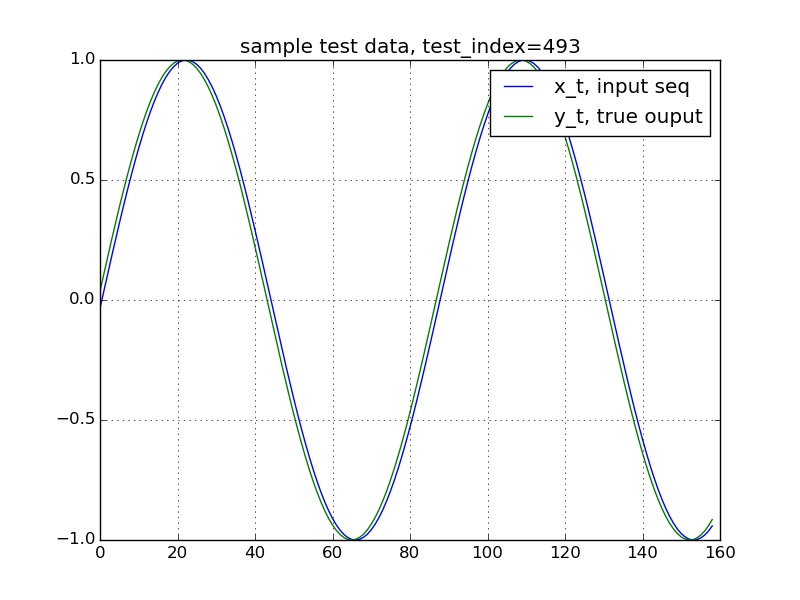 sample test data, test_index=493
x_t, input seq
y_t, true ouput
1.0
0.5
0.0
−0.5
−1.0
0 20 40 60 80 100 120 140 160